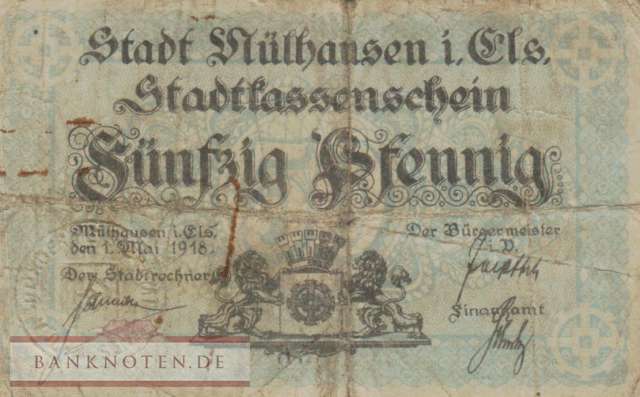 Stadt Mülhausen i. Els.
Stadtkassenschein
Fünfzig Pfennig
Mülhausen i. Els.
den 1. Mai 1918.
Der Stadtrechner
Der Bürgermeister
i. V.
Finanzamt
BANKNOTEN.DE